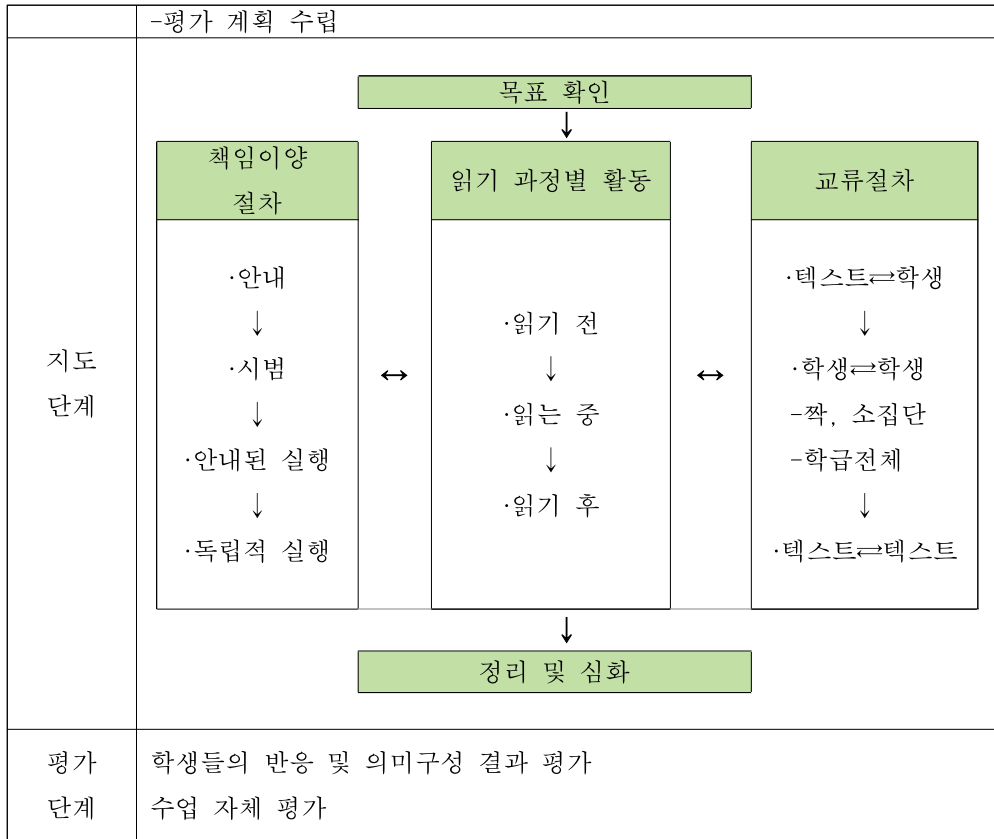 -평가 계획 수립
목표 확인
↓
책임이양
절차
읽기 과정별 활동
교류절차
·안내
↓
·시범
↓
·안내된 실행
↓
·독립적 실행
↔
·읽기 전
↓
·읽는 중
↓
·읽기 후
↔
·텍스트⇄학생
↓
·학생⇄학생
-짝, 소집단
-학급전체
↓
·텍스트⇄텍스트
↓
정리 및 심화
지도
단계
평가
단계
학생들의 반응 및 의미구성 결과 평가
수업 자체 평가